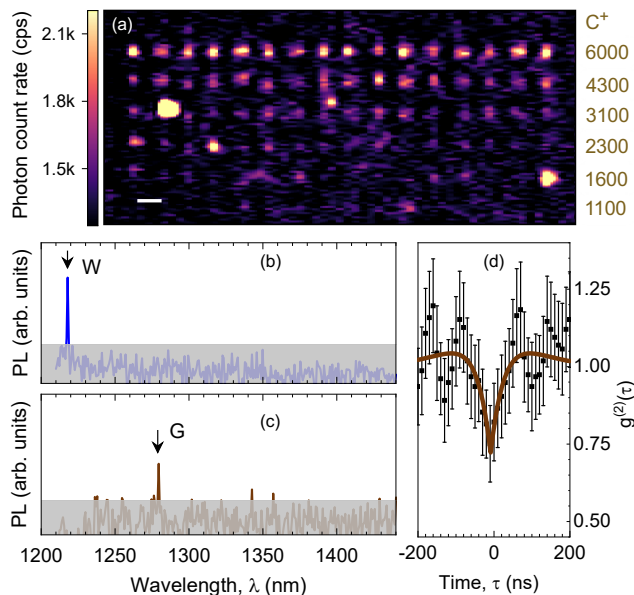 Photon count rate (cps)
2.1k
1.8k
1.5k
(a)
C+
6000
4300
3100
2300
1600
1100
PL (arb. units)
W
(b)
PL (arb. units)
G
(c)
1200 1250 1300 1350 1400
Wavelength, λ (nm)
(d)
1.25
1.00
0.75
0.50
g(2)(τ)
-200 0 200
Time, τ (ns)